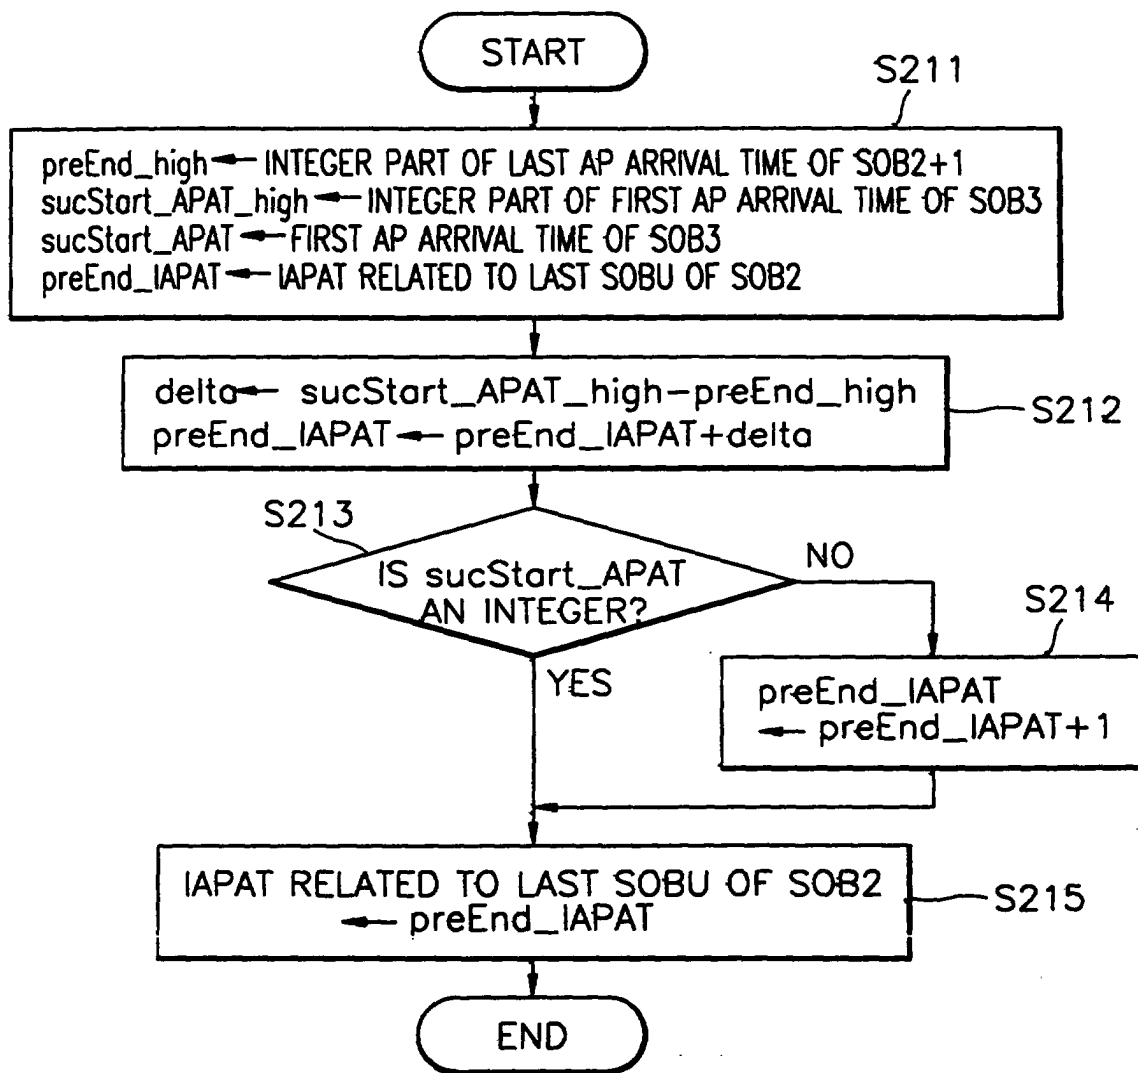 START
S211
preEnd_high← INTEGER PART OF LAST AP ARRIVAL TIME OF SOB2+1
sucStart_APAT_high← INTEGER PART OF FIRST AP ARRIVAL TIME OF SOB3
sucStart_APAT←FIRST AP ARRIVAL TIME OF SOB3
preEnd_IAPAT← IAPAT RELATED TO LAST SOBU OF SOB2
delta← sucStart_APAT_high-preEnd_high
preEnd_IAPAT← preEnd_IAPAT+delta
S212
S213
IS sucStart_APAT
AN INTEGER?
NO
YES
S214
preEnd_IAPAT
← preEnd_IAPAT+1
IAPAT RELATED TO LAST SOBU OF SOB2
← preEnd_IAPAT
S215
END